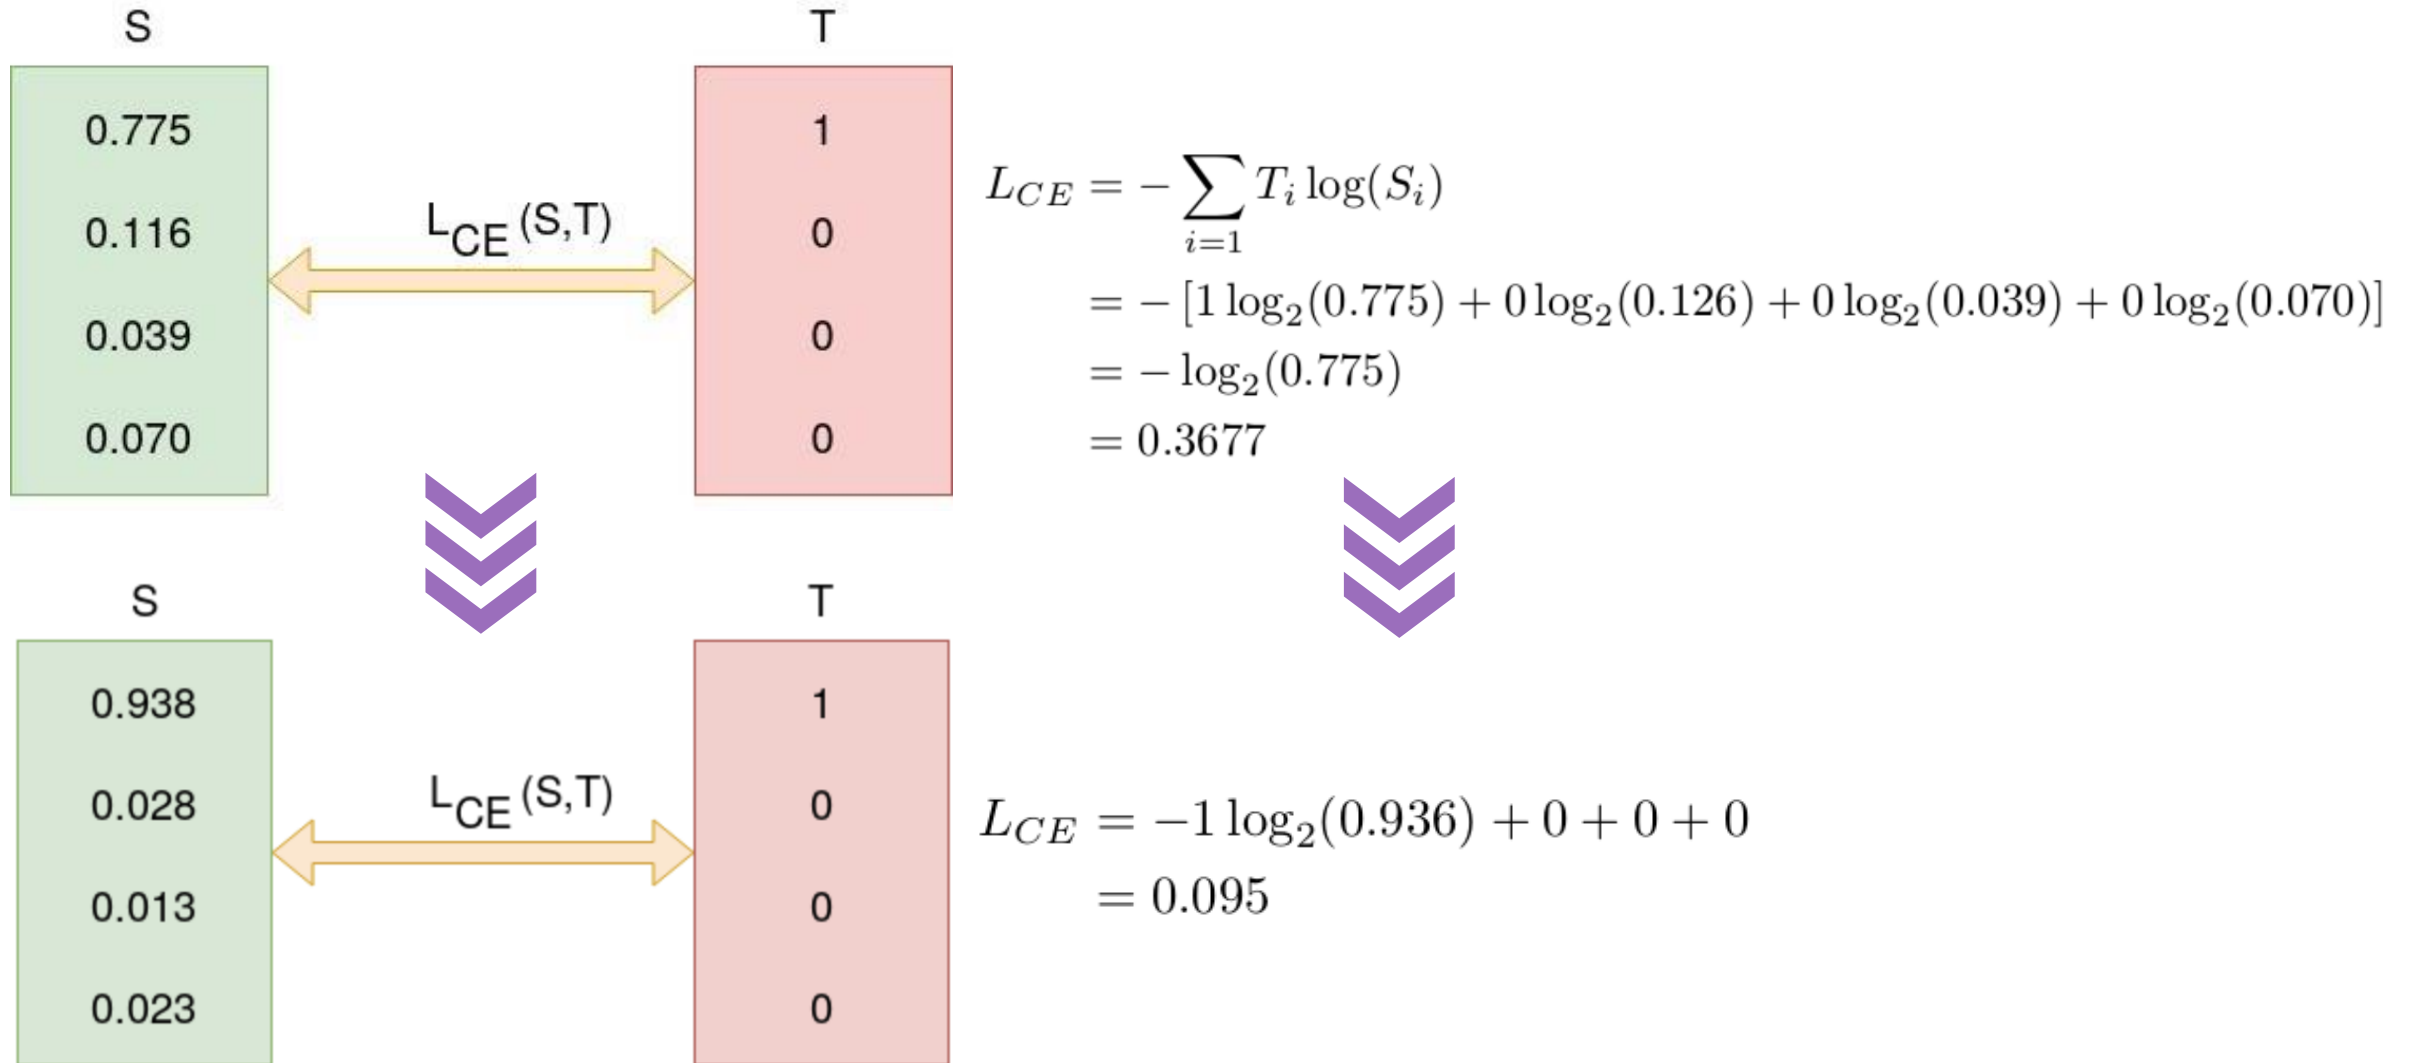 S T
0.775 1
0.116 0
0.039 0
0.070 0
L_CE (S,T)
L_{CE} = - \sum_{i=1} T_i \log(S_i)
= - [1 \log_2(0.775) + 0 \log_2(0.126) + 0 \log_2(0.039) + 0 \log_2(0.070)]
= - \log_2(0.775)
= 0.3677
S T
0.938 1
0.028 0
0.013 0
0.023 0
L_CE (S,T)
L_{CE} = -1 \log_2(0.936) + 0 + 0 + 0
= 0.095